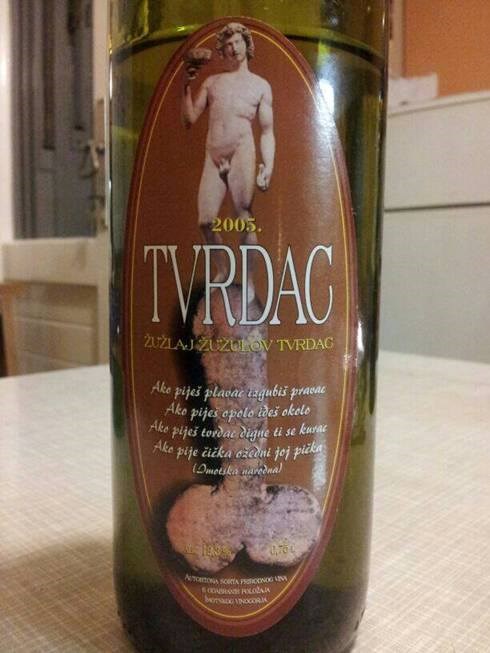 2005.
TVRDAC
ŽUŽLAJ ŽUŽULOV TVRDAC
Ako piješ plavac izgubiš pravac
Ako piješ opolo ideš okolo
Ako piješ tvrdac digne ti se kurac
Ako pije čička ožedni joj pička
(Imotska narodna)
0,75 L
AUTOHTONA SORTA PRIRODNOG VINA
S ODABRANIH POLOŽAJA
IMOTSKOG VINOGORJA